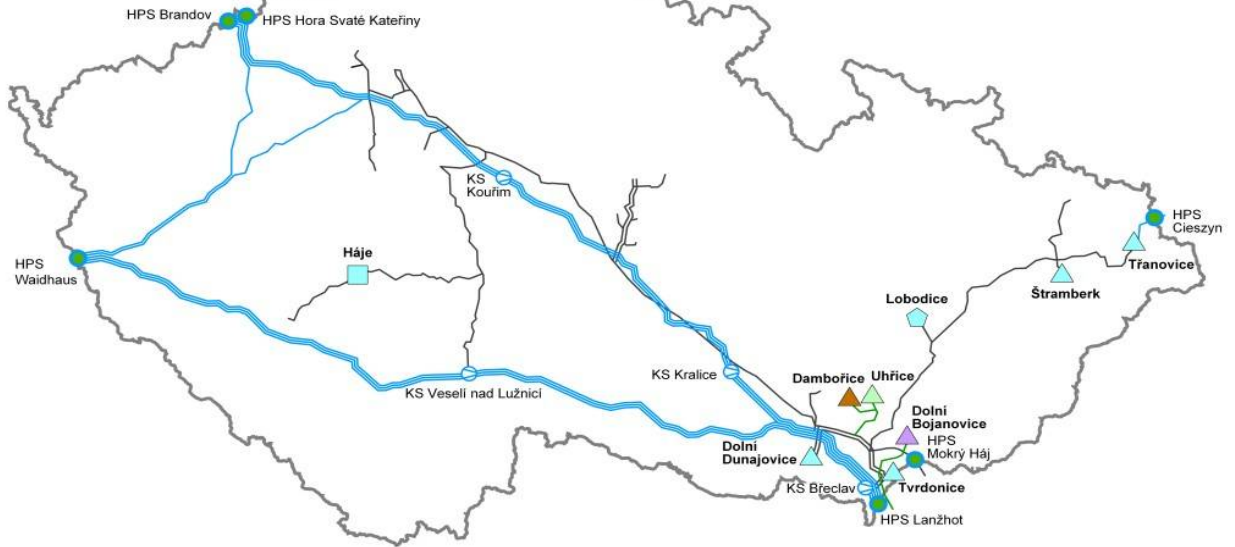 HPS Brandov
HPS Hora Svaté Kateřiny
KS
Kouřim
HPS
Cieszyn
Třanovice
Štramberk
HPS
Waidhaus
Háje
Lobodice
KS Kralice
Dambořice
Uhřice
KS Veselí nad Lužnicí
Dolní
Bojanovice
HPS
Mokrý Háj
Dolní
Dunajovice
KS Břeclav
Tvrdonice
HPS Lanžhot